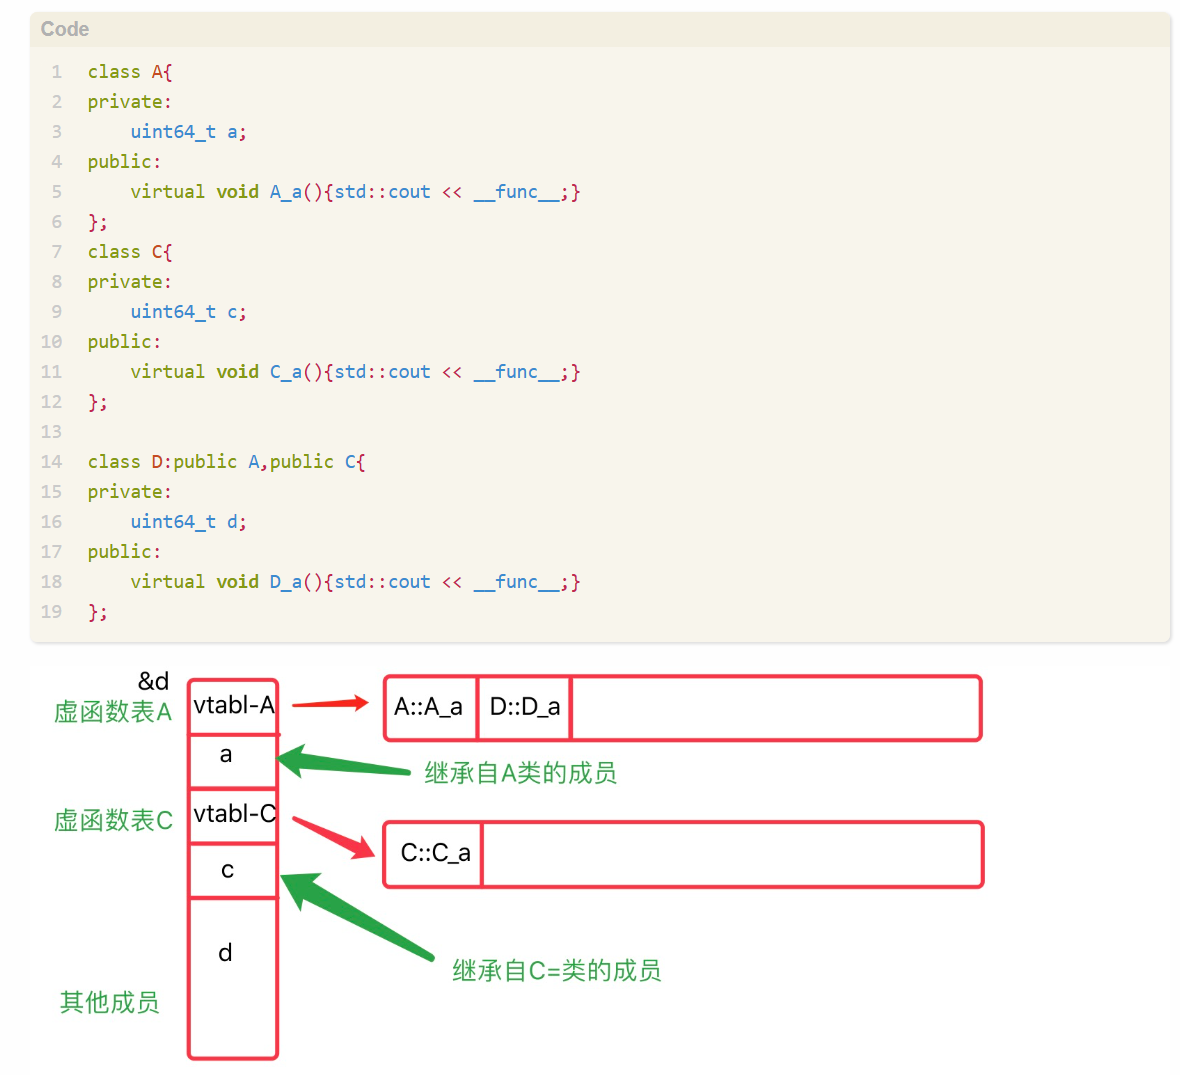 Code
1 class A{
2 private:
3     uint64_t a;
4 public:
5     virtual void A_a(){std::cout << __func__;}
6 };
7 class C{
8 private:
9     uint64_t c;
10 public:
11     virtual void C_a(){std::cout << __func__;}
12 };
13
14 class D:public A,public C{
15 private:
16     uint64_t d;
17 public:
18     virtual void D_a(){std::cout << __func__;}
19 };
&d
虚函数表A
vtabl-A
A::A_a
D::D_a
a
继承自A类的成员
虚函数表C
vtabl-C
C::C_a
c
d
继承自C=类的成员
其他成员